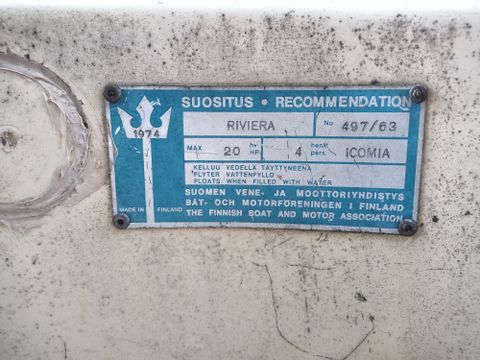 SUOSITUS • RECOMMENDATION
1974
RIVIERA No 497/63
MAX 20 hv HP. 4 henk. pers. ICOMIA
KELLUU VEDELLÄ TÄYTTYNEENÄ
FLYTER VATTENFYLLD
FLOATS WHEN FILLED WITH WATER
SUOMEN VENE- JA MOOTTORIYHDISTYS
BÅT- OCH MOTORFÖRENINGEN I FINLAND
THE FINNISH BOAT AND MOTOR ASSOCIATION
MADE IN FINLAND